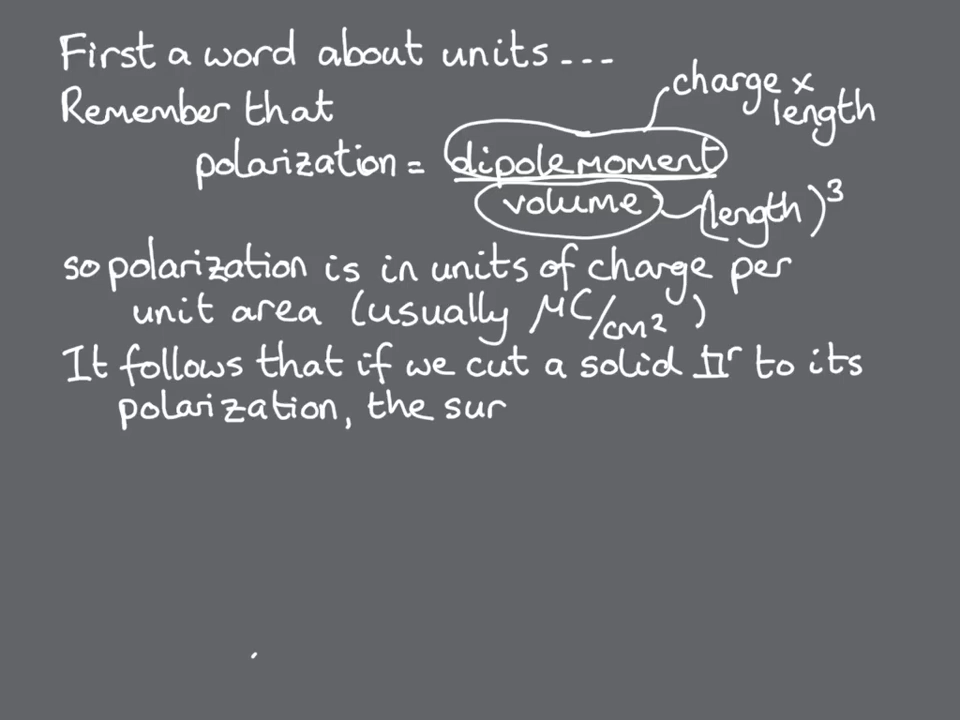 First a word about units ---
Remember that
charge x
length
polarization = dipole moment
volume
(length)³
so polarization is in units of charge per
unit area (usually μC/cm²)
It follows that if we cut a solid to its
polarization, the sur